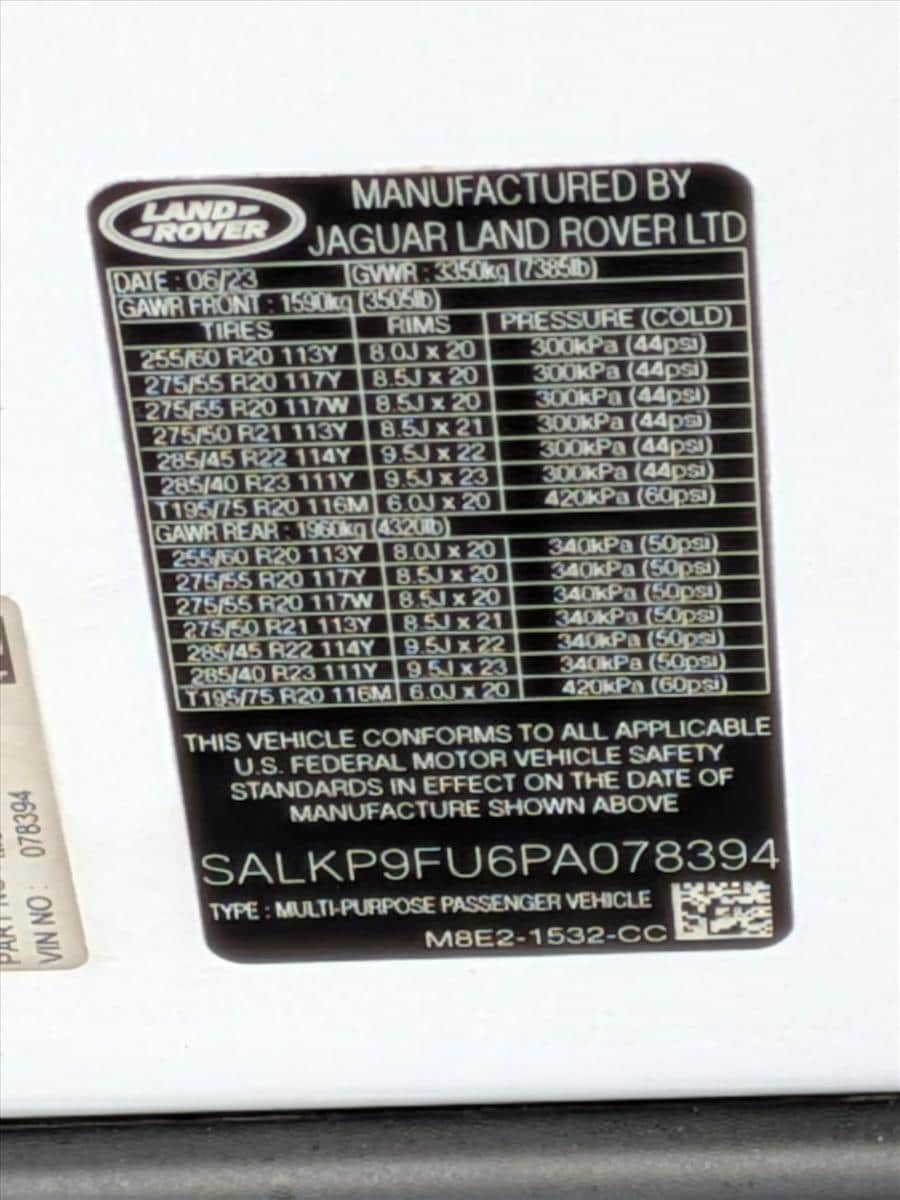 LAND
ROVER
MANUFACTURED BY
JAGUAR LAND ROVER LTD
DATE : 06/23 GVWR : 3350kg (7385lb)
GAWR FRONT : 1590kg (3505lb)
TIRES RIMS PRESSURE (COLD)
255/60 R20 113Y 8.0J x 20 300kPa (44psi)
275/55 R20 117Y 8.5J x 20 300kPa (44psi)
275/55 R20 117W 8.5J x 20 300kPa (44psi)
275/50 R21 113Y 8.5J x 21 300kPa (44psi)
285/45 R22 114Y 9.5J x 22 300kPa (44psi)
285/40 R23 111Y 9.5J x 23 300kPa (44psi)
T195/75 R20 116M 6.0J x 20 420kPa (60psi)
GAWR REAR : 1960kg (4320lb)
255/60 R20 113Y 8.0J x 20 340kPa (50psi)
275/55 R20 117Y 8.5J x 20 340kPa (50psi)
275/55 R20 117W 8.5J x 20 340kPa (50psi)
275/50 R21 113Y 8.5J x 21 340kPa (50psi)
285/45 R22 114Y 9.5J x 22 340kPa (50psi)
285/40 R23 111Y 9.5J x 23 340kPa (50psi)
T195/75 R20 116M 6.0J x 20 420kPa (60psi)
THIS VEHICLE CONFORMS TO ALL APPLICABLE
U.S. FEDERAL MOTOR VEHICLE SAFETY
STANDARDS IN EFFECT ON THE DATE OF
MANUFACTURE SHOWN ABOVE
SALKP9FU6PA078394
TYPE : MULTI-PURPOSE PASSENGER VEHICLE
M8E2-1532-CC
PART NO
VIN NO : 078394